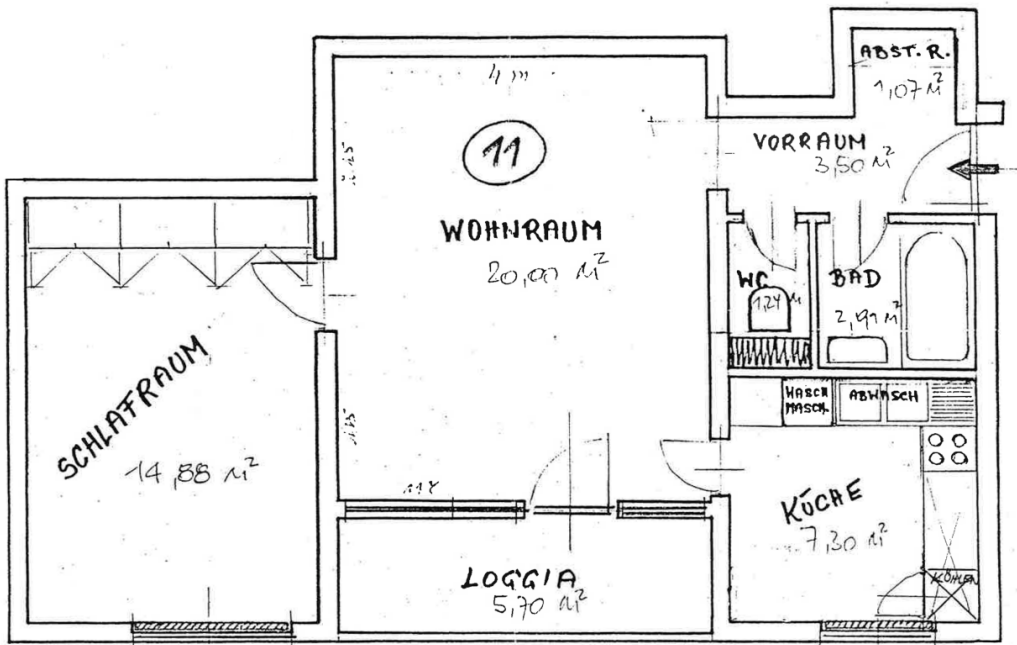 ABST. R.
1,07 M²
4 m
11
VORRAUM
3,50 M²
WOHNRAUM
20,00 M²
WC
1,24 M
BAD
2,91 M²
SCHLAFRAUM
14,88 M²
WASCH
MASCH.
ABWASCH
KÜCHE
7,30 M²
LOGGIA
5,70 M²
KÜHLEN